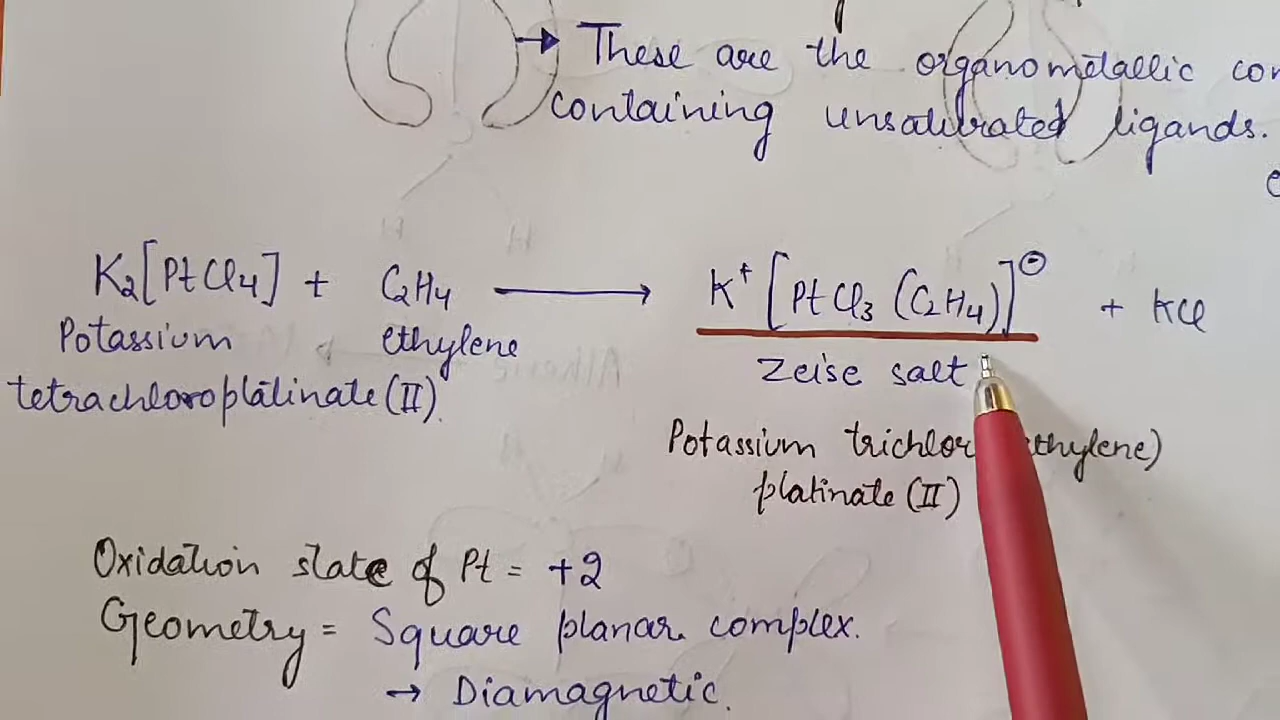 → These are the organometallic
containing unsaturated ligands.
K₂[PtCl₄] + C₂H₄ ⟶ K⁺ [PtCl₃ (C₂H₄)]⊖ + KCl
Potassium ethylene Zeise salt
tetrachloroplatinate (II)
Potassium trichlor ethylene)
platinate (II)
Oxidation state of Pt = +2
Geometry = Square planar complex.
→ Diamagnetic.